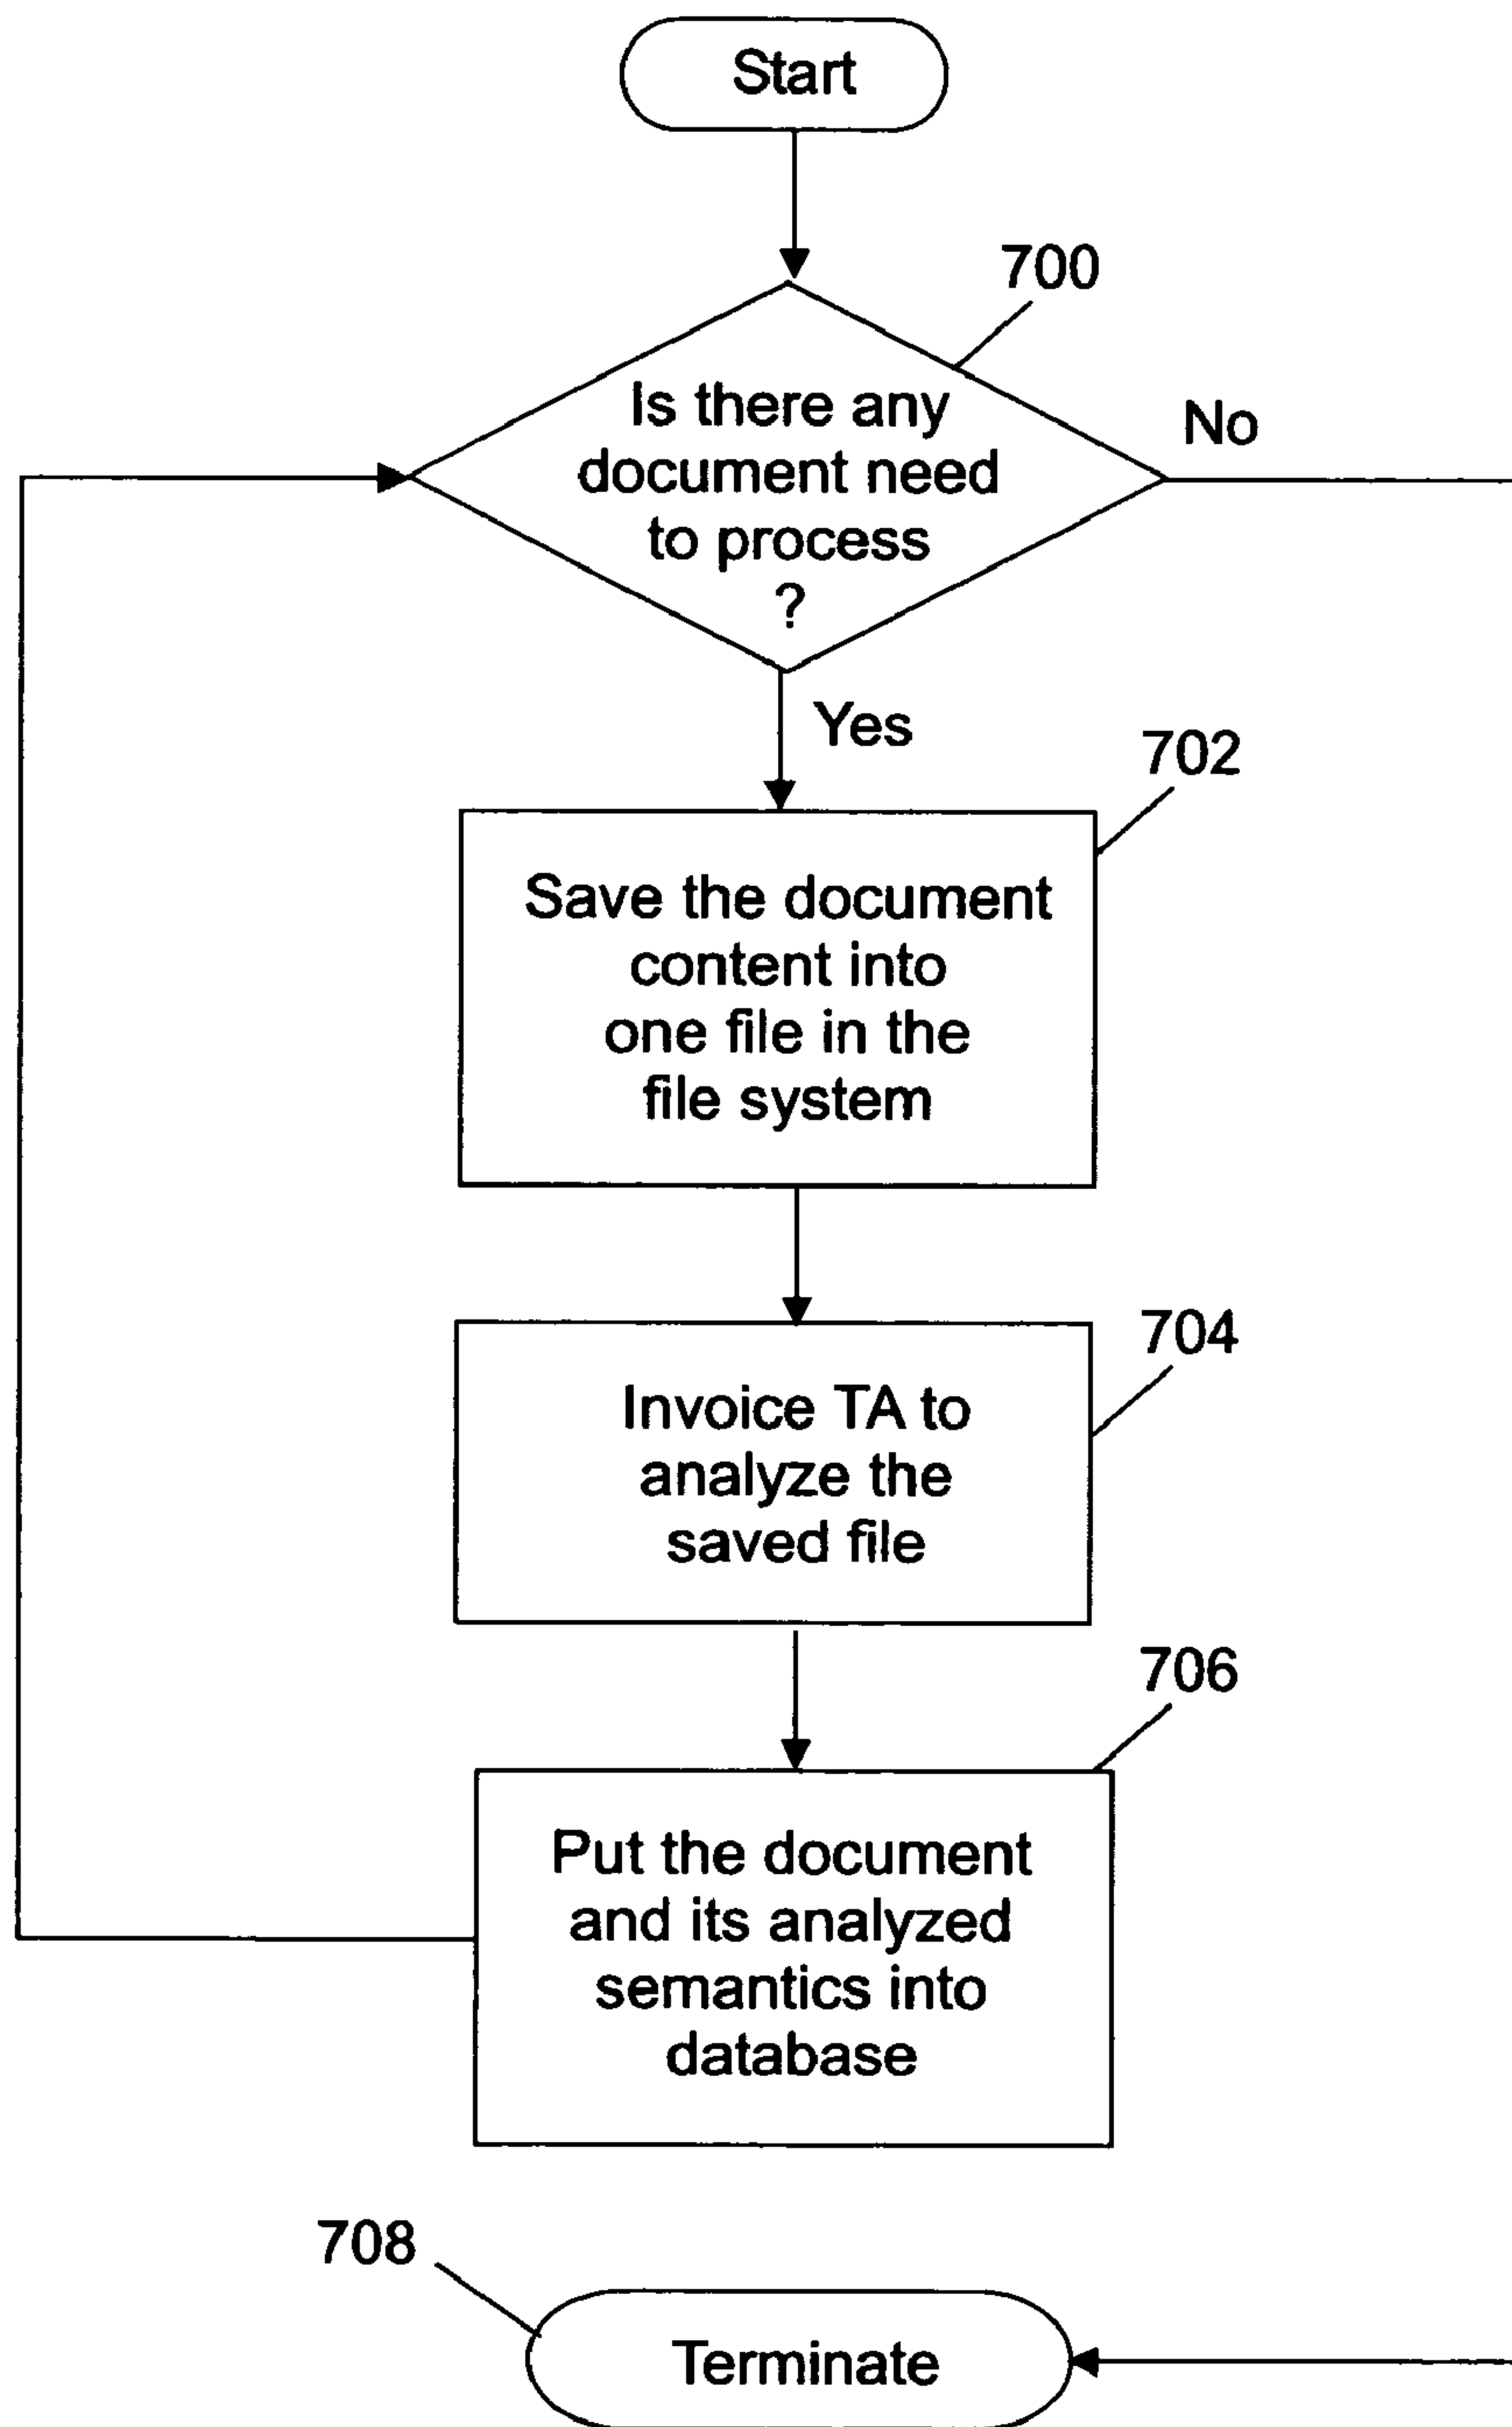 Start
700
Is there any
document need
to process
?
No
Yes
702
Save the document
content into
one file in the
file system
704
Invoice TA to
analyze the
saved file
706
Put the document
and its analyzed
semantics into
database
708
Terminate